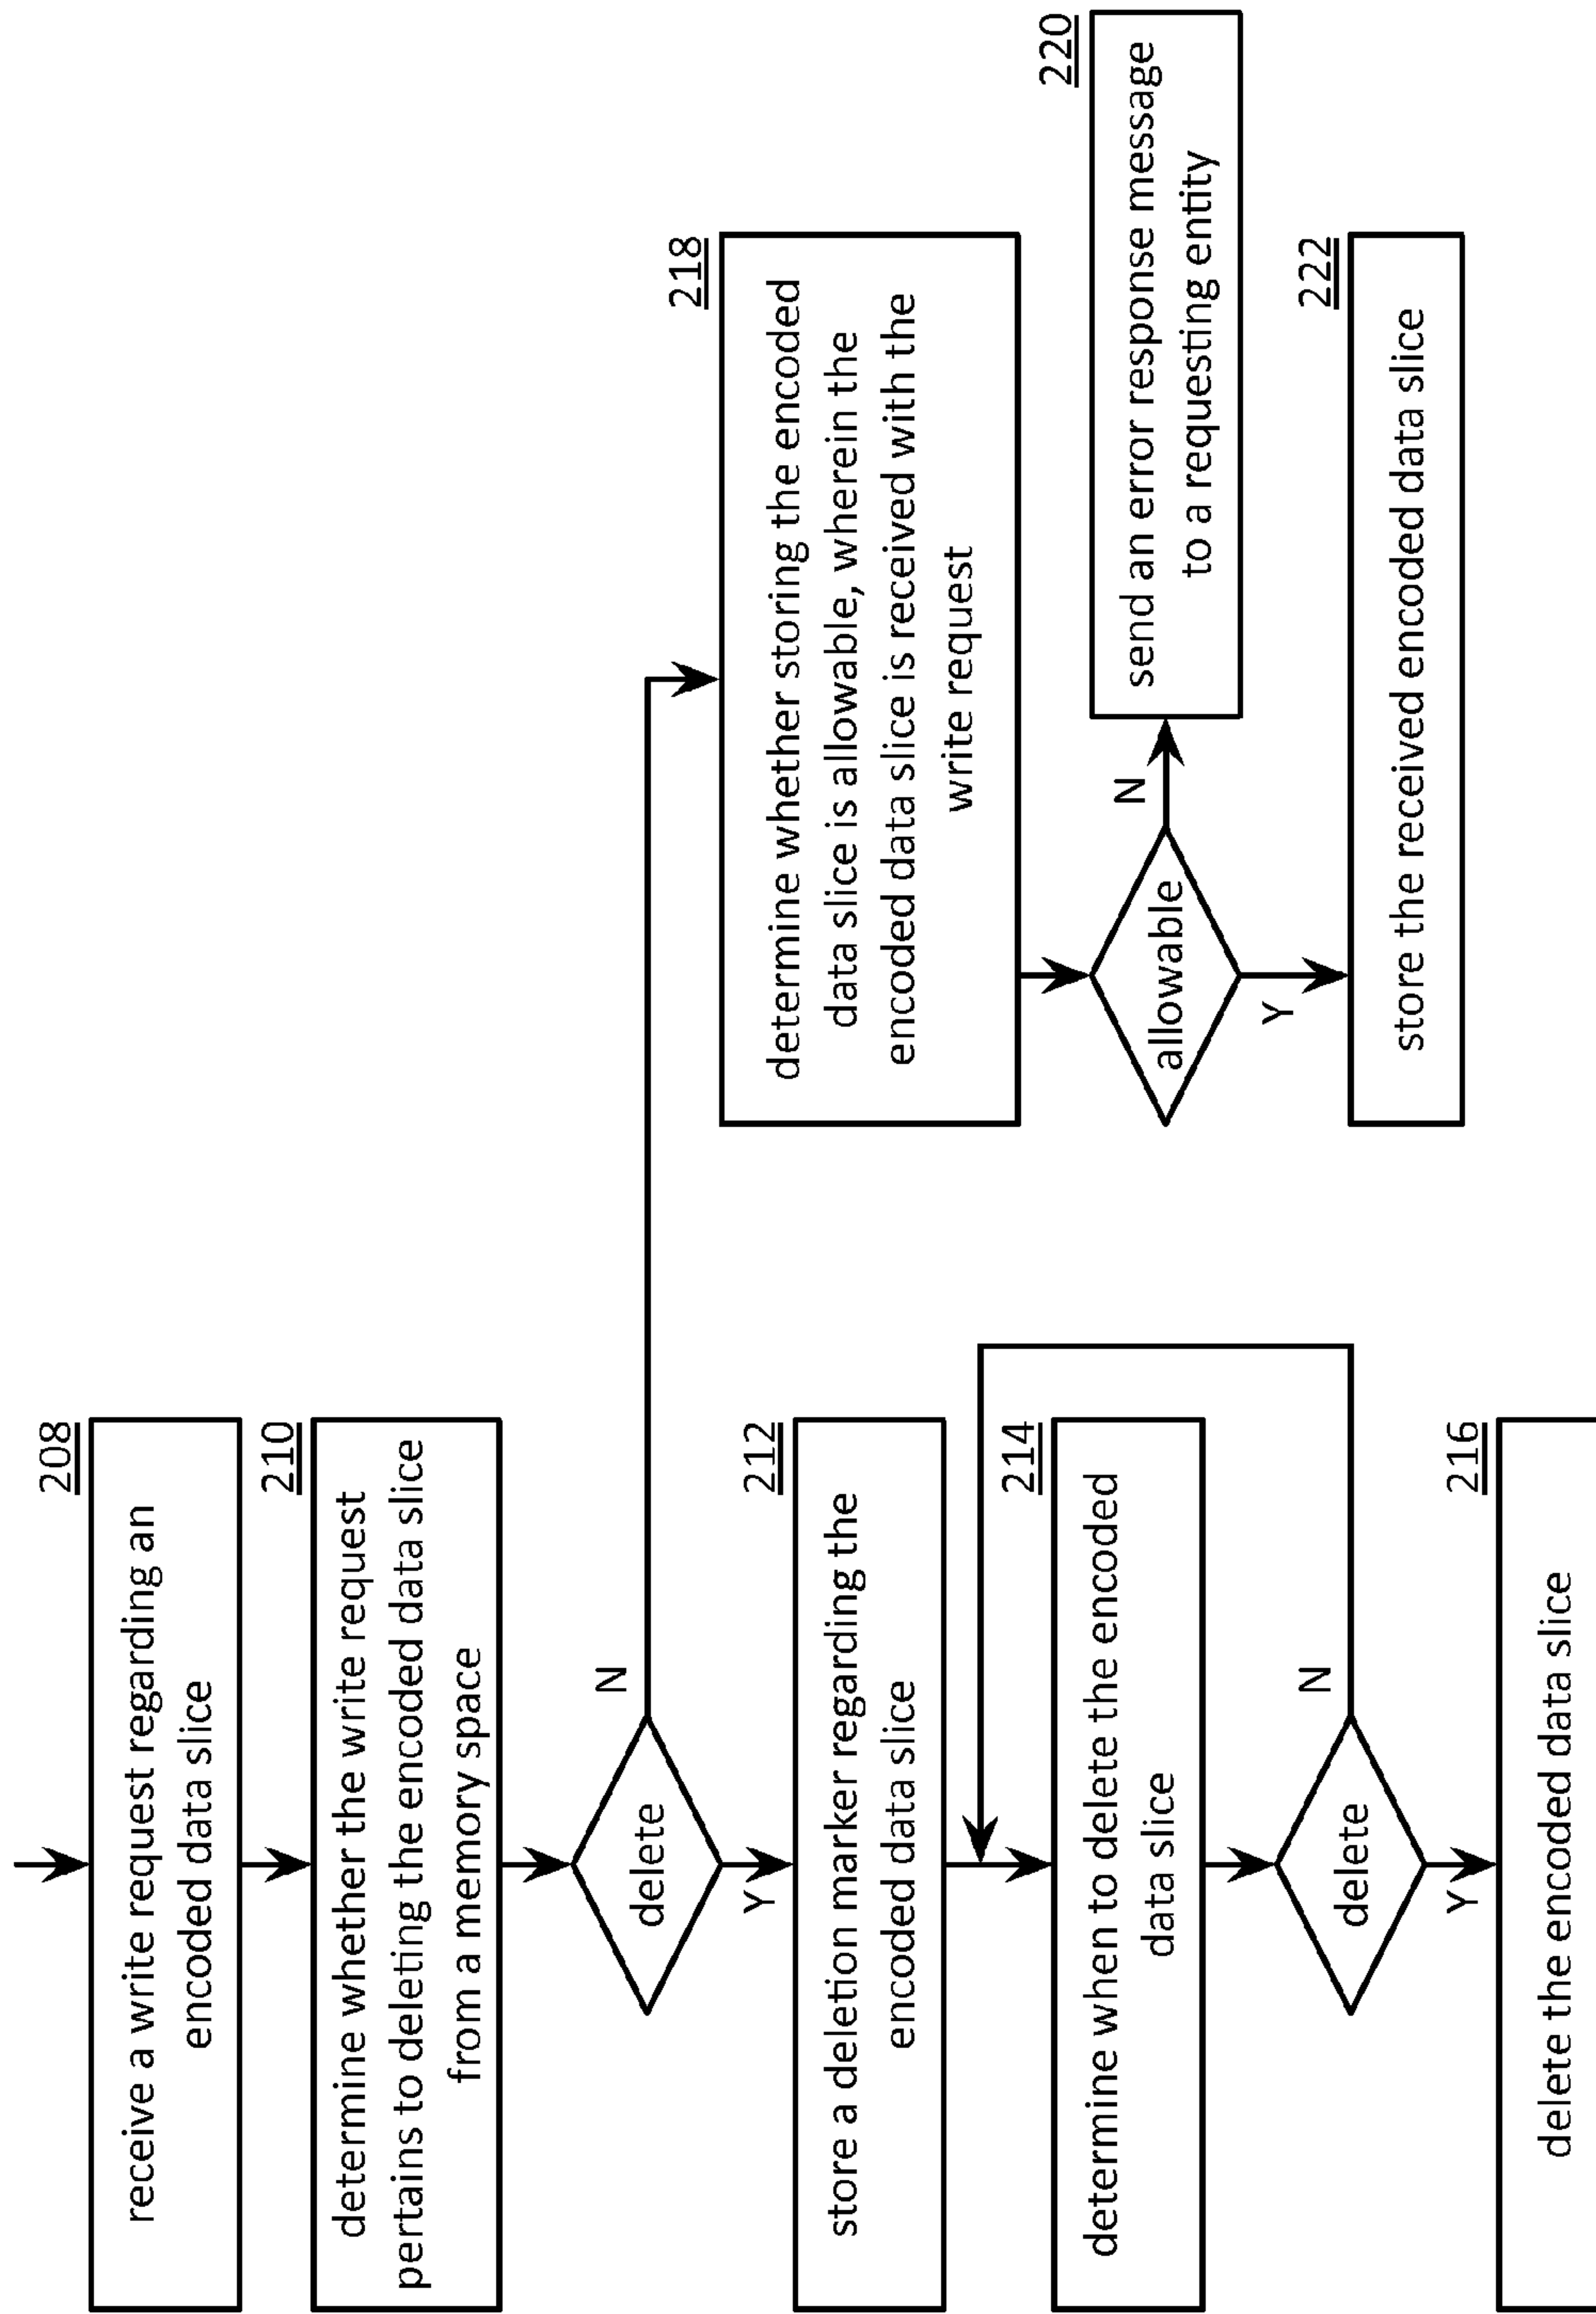 208
receive a write request regarding an
encoded data slice
210
determine whether the write request
pertains to deleting the encoded data slice
from a memory space
delete
N
Y
212
store a deletion marker regarding the
encoded data slice
214
determine when to delete the encoded
data slice
delete
N
Y
216
delete the encoded data slice
218
determine whether storing the encoded
data slice is allowable, wherein the
encoded data slice is received with the
write request
allowable
N
Y
220
send an error response message
to a requesting entity
222
store the received encoded data slice